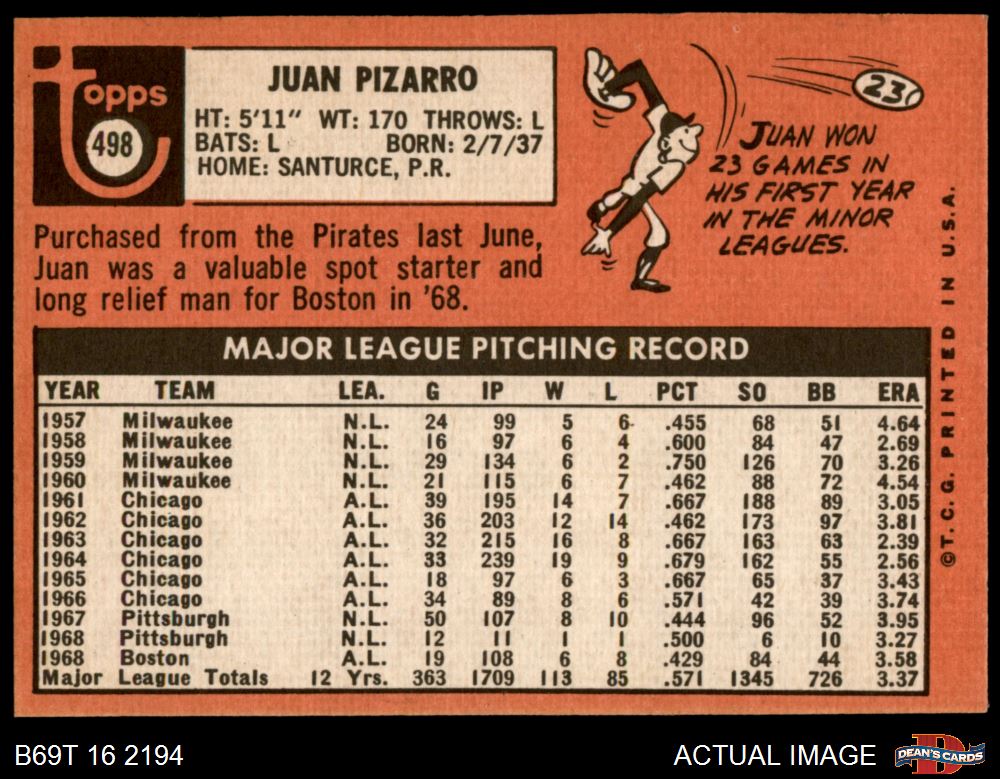 topps
498
JUAN PIZARRO
HT: 5'11" WT: 170 THROWS: L
BATS: L BORN: 2/7/37
HOME: SANTURCE, P.R.
Purchased from the Pirates last June,
Juan was a valuable spot starter and
long relief man for Boston in '68.
23
JUAN WON
23 GAMES IN
HIS FIRST YEAR
IN THE MINOR
LEAGUES.
MAJOR LEAGUE PITCHING RECORD
YEAR TEAM LEA. G IP W L PCT SO BB ERA
1957 Milwaukee N.L. 24 99 5 6 .455 68 51 4.64
1958 Milwaukee N.L. 16 97 6 4 .600 84 47 2.69
1959 Milwaukee N.L. 29 134 6 2 .750 126 70 3.26
1960 Milwaukee N.L. 21 115 6 7 .462 88 72 4.54
1961 Chicago A.L. 39 195 14 7 .667 188 89 3.05
1962 Chicago A.L. 36 203 12 14 .462 173 97 3.81
1963 Chicago A.L. 32 215 16 8 .667 163 63 2.39
1964 Chicago A.L. 33 239 19 9 .679 162 55 2.56
1965 Chicago A.L. 18 97 6 3 .667 65 37 3.43
1966 Chicago A.L. 34 89 8 6 .571 42 39 3.74
1967 Pittsburgh N.L. 50 107 8 10 .444 96 52 3.95
1968 Pittsburgh N.L. 12 11 1 1 .500 6 10 3.27
1968 Boston A.L. 19 108 6 8 .429 84 44 3.58
Major League Totals 12 Yrs. 363 1709 113 85 .571 1345 726 3.37
©T.C.G. PRINTED IN U.S.A.
B69T 16 2194
ACTUAL IMAGE
D
DEAN'S CARDS